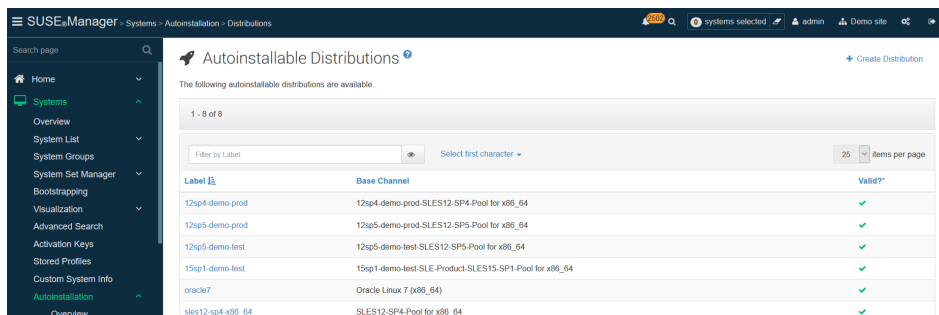 SUSE®Manager > Systems > Autoinstallation > Distributions
2502
0 systems selected
admin
Demo site
Search page
Home
Systems
Overview
System List
System Groups
System Set Manager
Bootstrapping
Visualization
Advanced Search
Activation Keys
Stored Profiles
Custom System Info
Autoinstallation
Overview
Autoinstallable Distributions ?
+ Create Distribution
The following autoinstallable distributions are available.
1 - 8 of 8
Filter by Label:
Select first character
25 items per page
Label Base Channel Valid?*
12sp4-demo-prod 12sp4-demo-prod-SLES12-SP4-Pool for x86_64
12sp5-demo-prod 12sp5-demo-prod-SLES12-SP5-Pool for x86_64
12sp5-demo-test 12sp5-demo-test-SLES12-SP5-Pool for x86_64
15sp1-demo-test 15sp1-demo-test-SLE-Product-SLES15-SP1-Pool for x86_64
oracle7 Oracle Linux 7 (x86_64)
sles12-sp4-x86_64 SLES12-SP4-Pool for x86_64